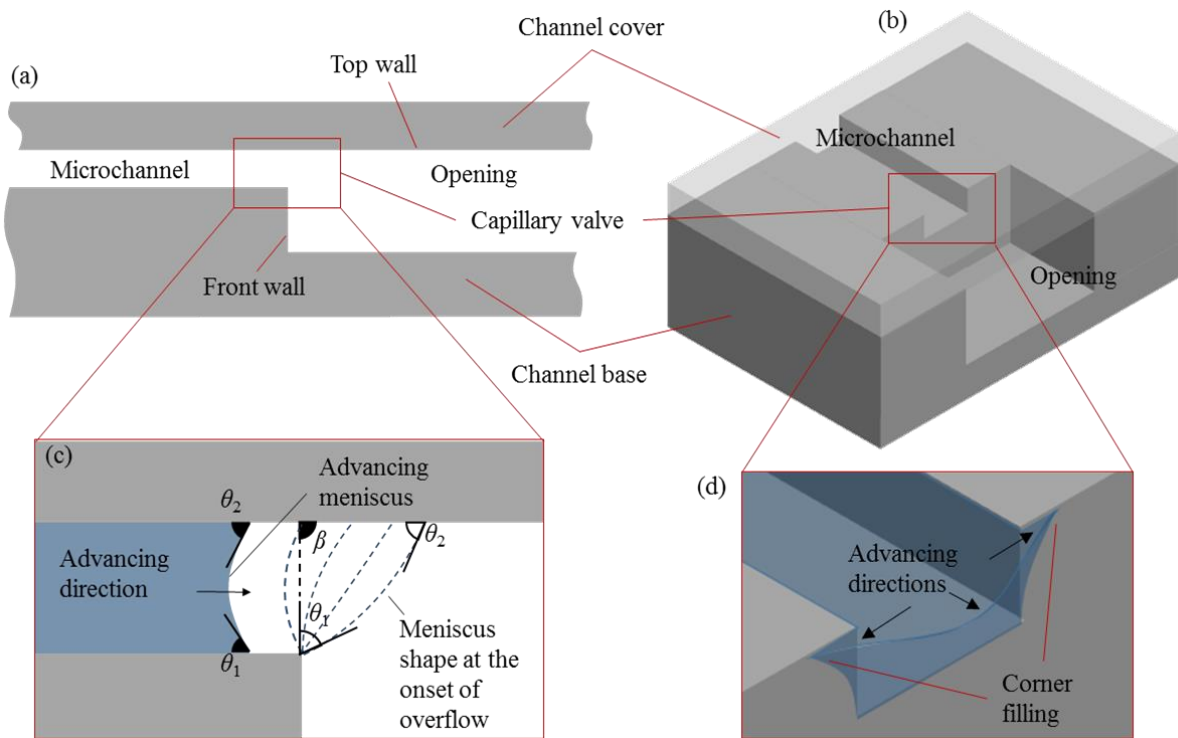 (a)
Channel cover
Top wall
Microchannel
Opening
Capillary valve
Front wall
Channel base
(b)
Microchannel
Opening
(c)
Advancing
meniscus
θ2
Advancing
direction
β
θ2
θ1
θ1
Meniscus
shape at the
onset of
overflow
(d)
Advancing
directions
Corner
filling